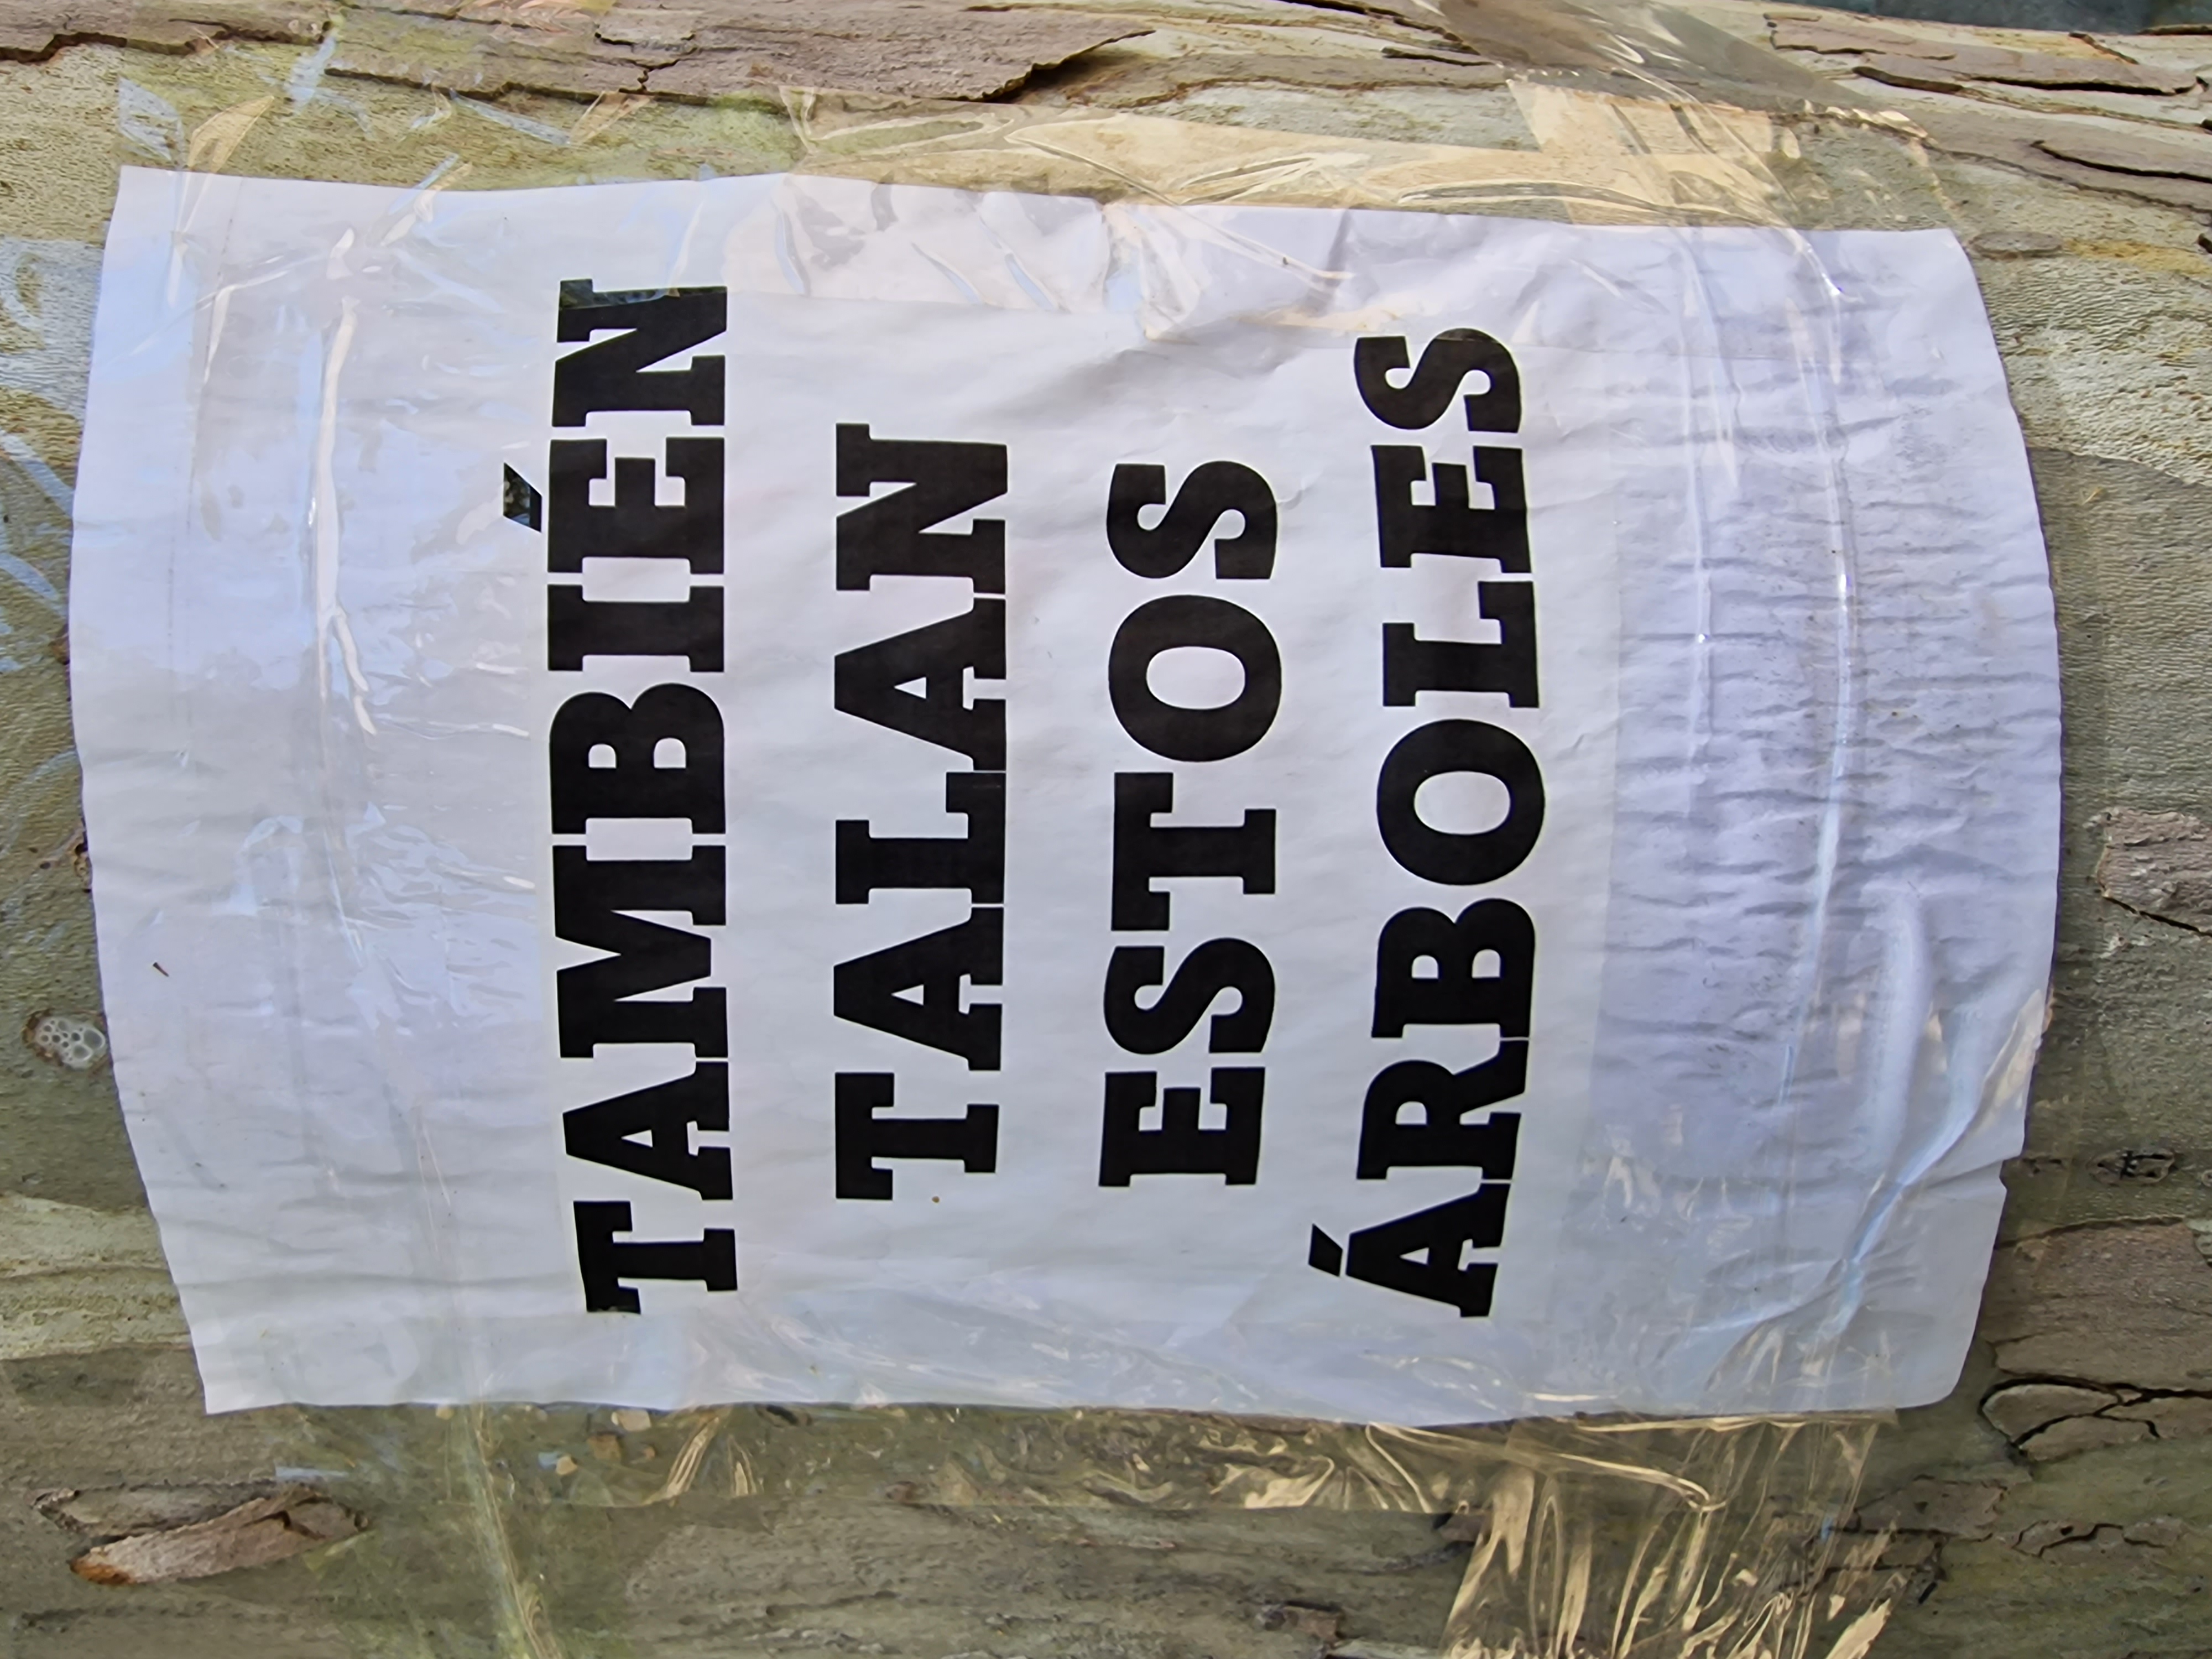 TAMBIÉN
TALAN
ESTOS
ÁRBOLES